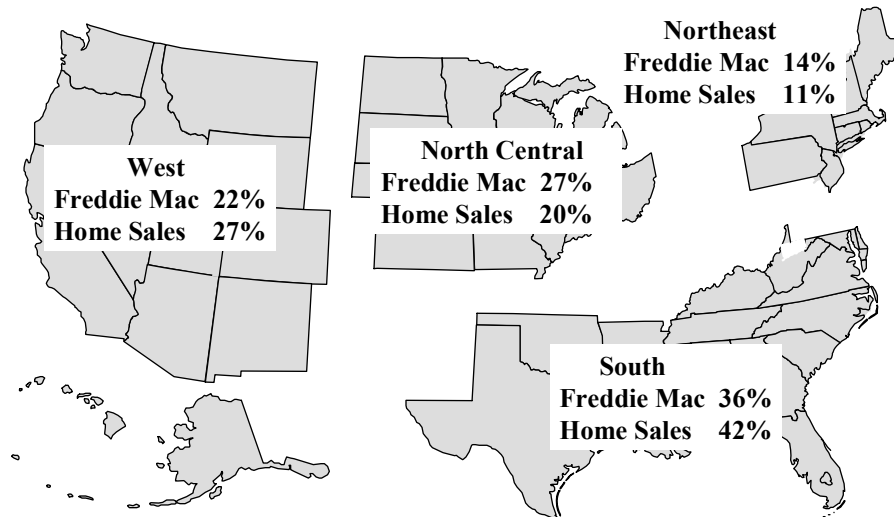 Northeast
Freddie Mac 14%
Home Sales 11%
West
Freddie Mac 22%
Home Sales 27%
North Central
Freddie Mac 27%
Home Sales 20%
South
Freddie Mac 36%
Home Sales 42%